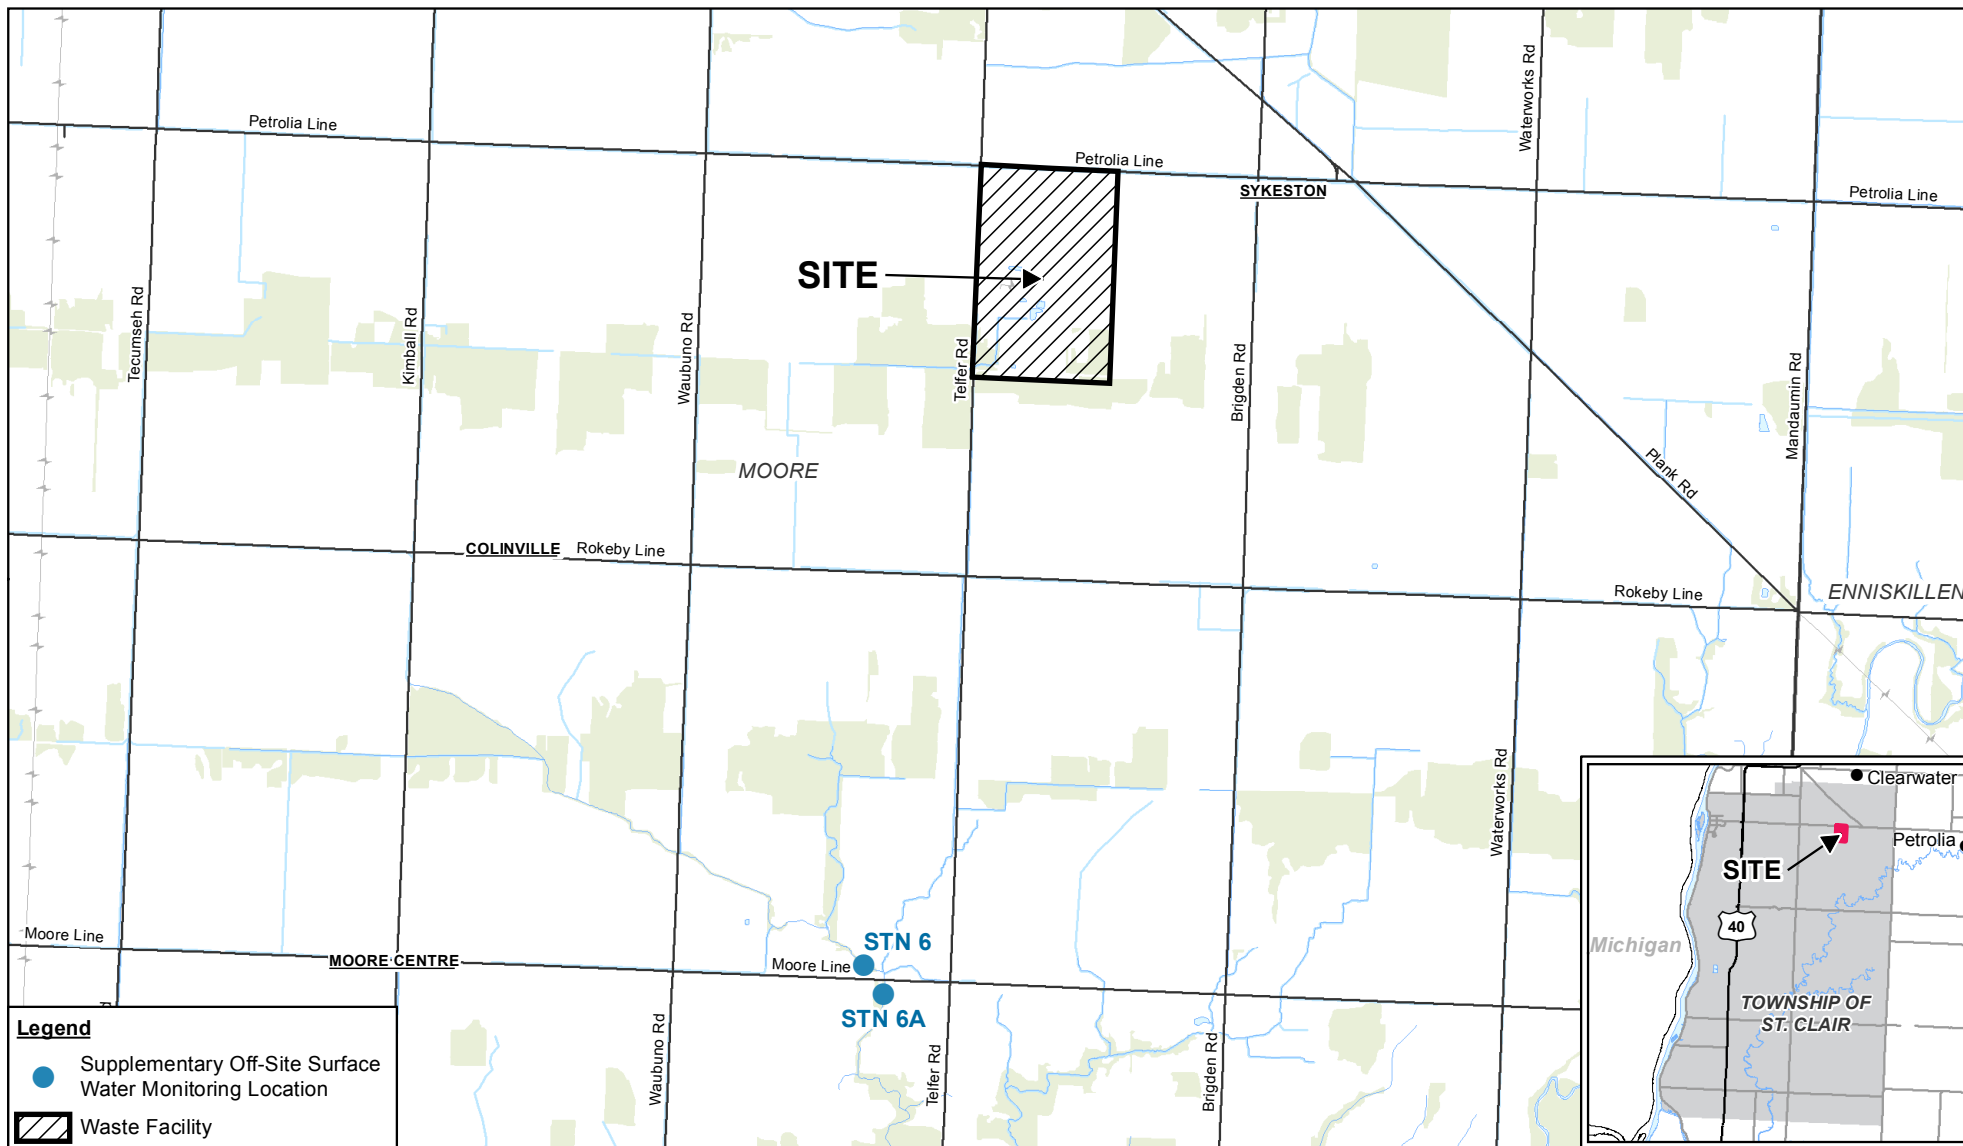 Waterworks Rd
Petrolia Line
Petrolia Line
SYKESTON
Petrolia Line
SITE
Tecumseh Rd
Kimball Rd
Waubuno Rd
Telfer Rd
Brigden Rd
Mandaumin Rd
Plank Rd
MOORE
COLINVILLE
Rokeby Line
Rokeby Line
ENNISKILLEN
Waterworks Rd
Moore Line
MOORE CENTRE
Moore Line
STN 6
STN 6A
Waubuno Rd
Telfer Rd
Brigden Rd
Legend
Supplementary Off-Site Surface
Water Monitoring Location
Waste Facility
Clearwater
Petrolia
SITE
40
Michigan
TOWNSHIP OF
ST. CLAIR